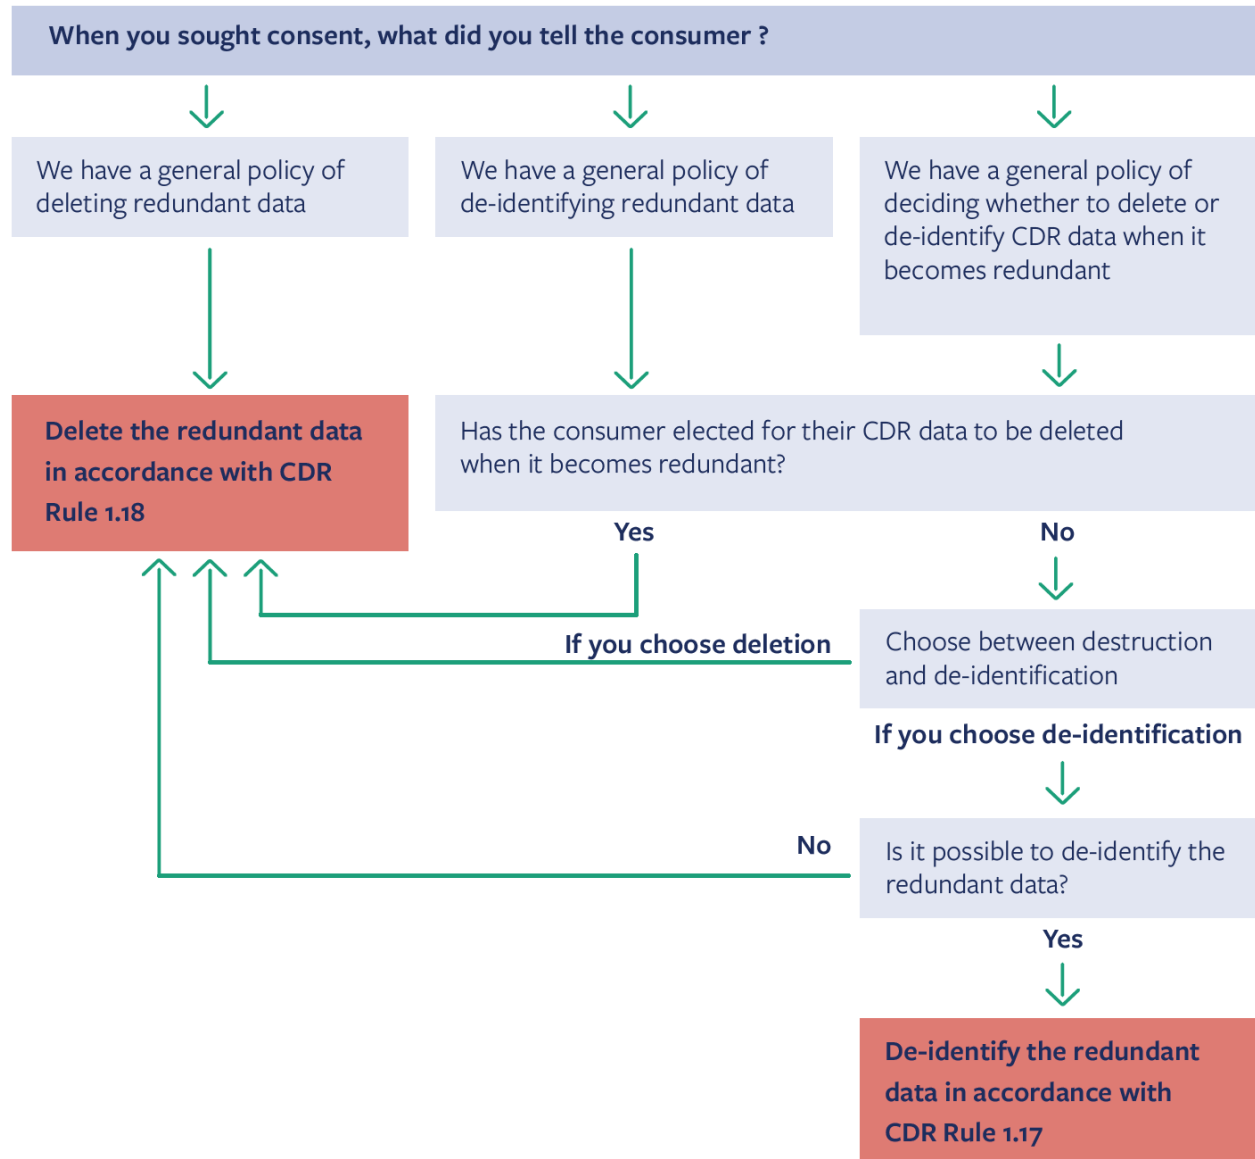 When you sought consent, what did you tell the consumer ?
We have a general policy of
deleting redundant data
We have a general policy of
de-identifying redundant data
We have a general policy of
deciding whether to delete or
de-identify CDR data when it
becomes redundant
Delete the redundant data
in accordance with CDR
Rule 1.18
Has the consumer elected for their CDR data to be deleted
when it becomes redundant?
Yes
No
If you choose deletion
Choose between destruction
and de-identification
If you choose de-identification
No
Is it possible to de-identify the
redundant data?
Yes
De-identify the redundant
data in accordance with
CDR Rule 1.17